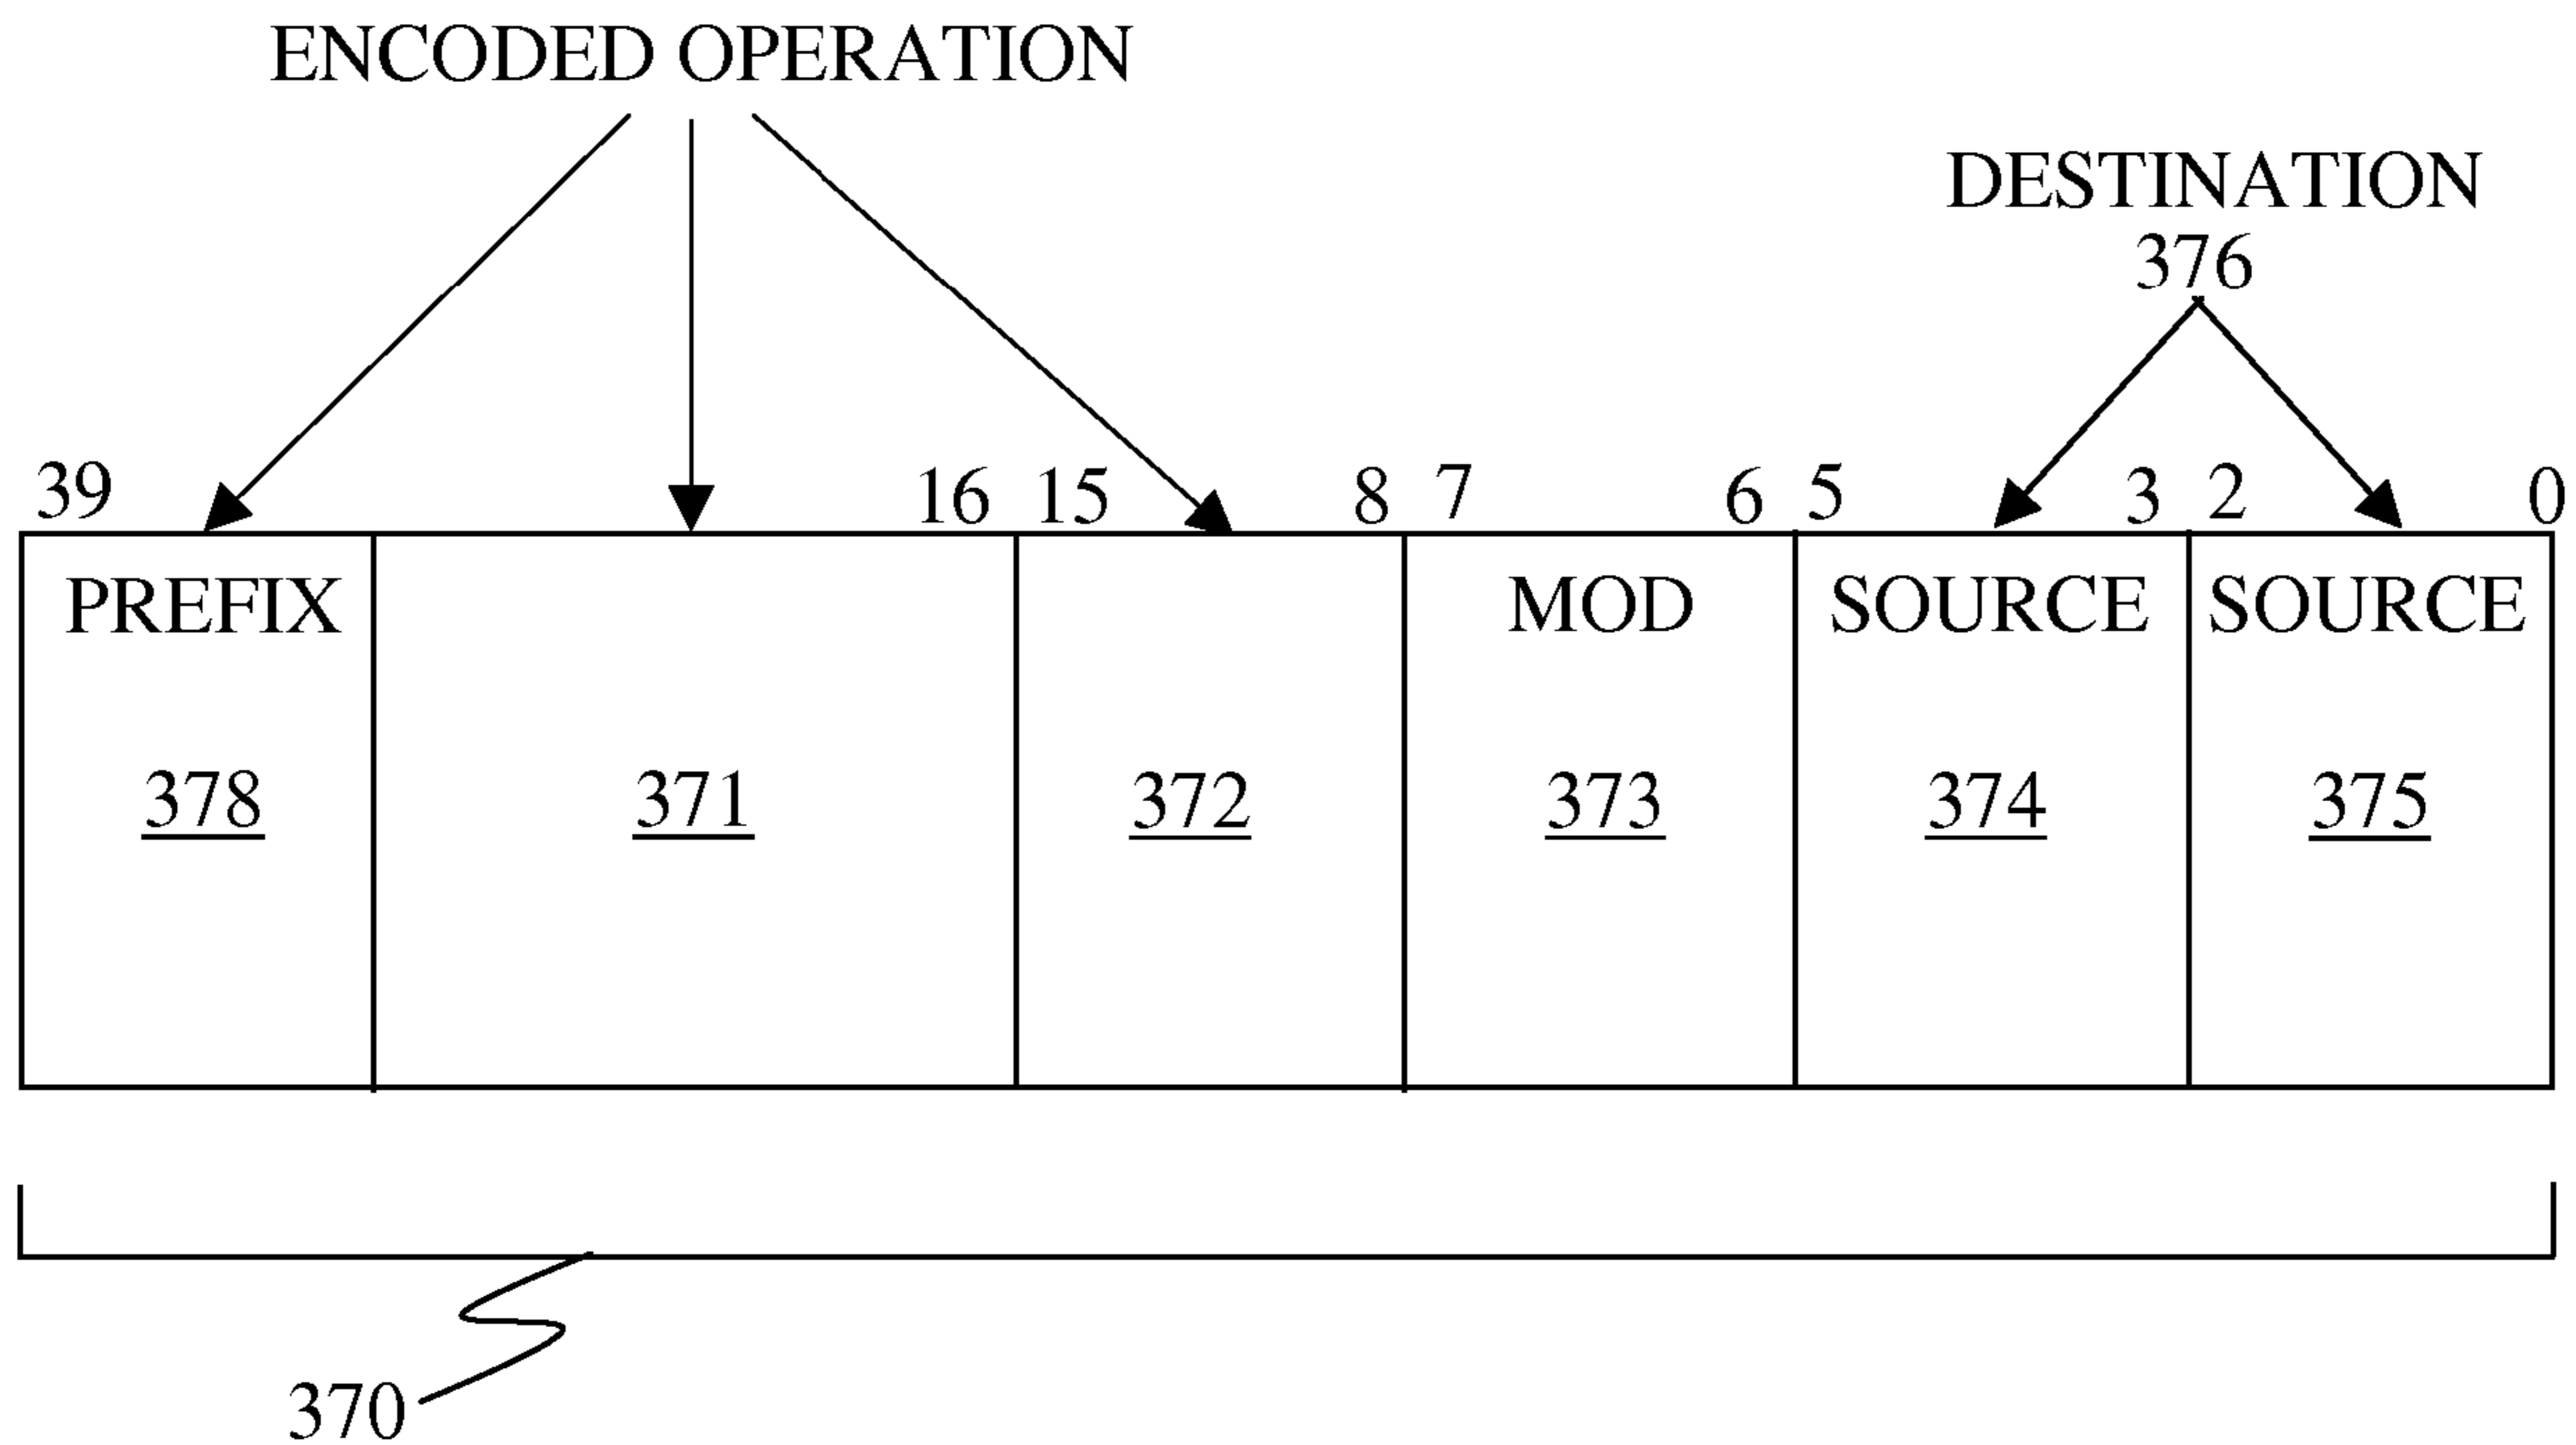 ENCODED OPERATION
DESTINATION
376
39 16 15 8 7 6 5 3 2 0
PREFIX MOD SOURCE SOURCE
378 371 372 373 374 375
370